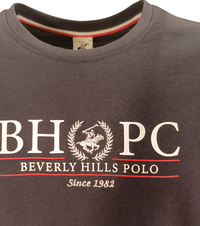 BH PC
BEVERLY HILLS POLO
Since 1982